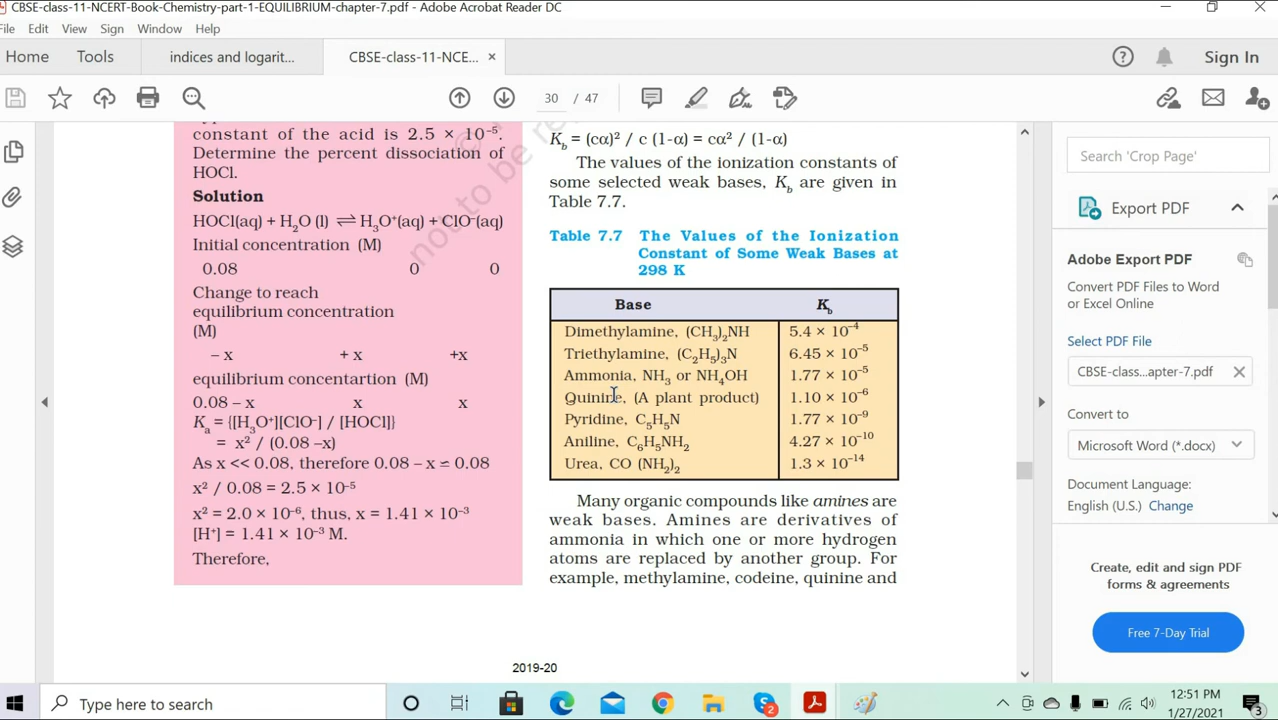 CBSE-class-11-NCERT-Book-Chemistry-part-1-EQUILIBRIUM-chapter-7.pdf - Adobe Acrobat Reader DC
File Edit View Sign Window Help
Home Tools indices and logarit... CBSE-class-11-NCE... × Sign In
30 / 47
constant of the acid is 2.5 × 10⁻⁵.
Determine the percent dissociation of
HOCl.
Solution
HOCl(aq) + H₂O (l) ⇌ H₃O⁺(aq) + ClO⁻(aq)
Initial concentration (M)
0.08 0 0
Change to reach
equilibrium concentration
(M)
– x + x +x
equilibrium concentartion (M)
0.08 – x x x
Kₐ = {[H₃O⁺][ClO⁻] / [HOCl]}
= x² / (0.08 –x)
As x << 0.08, therefore 0.08 – x ≃ 0.08
x² / 0.08 = 2.5 × 10⁻⁵
x² = 2.0 × 10⁻⁶, thus, x = 1.41 × 10⁻³
[H⁺] = 1.41 × 10⁻³ M.
Therefore,
not to be re
K_b = (cα)² / c (1-α) = cα² / (1-α)
The values of the ionization constants of
some selected weak bases, K_b are given in
Table 7.7.
Table 7.7 The Values of the Ionization
Constant of Some Weak Bases at
298 K
Base K_b
Dimethylamine, (CH₃)₂NH 5.4 × 10⁻⁴
Triethylamine, (C₂H₅)₃N 6.45 × 10⁻⁵
Ammonia, NH₃ or NH₄OH 1.77 × 10⁻⁵
Quinine, (A plant product) 1.10 × 10⁻⁶
Pyridine, C₅H₅N 1.77 × 10⁻⁹
Aniline, C₆H₅NH₂ 4.27 × 10⁻¹⁰
Urea, CO (NH₂)₂ 1.3 × 10⁻¹⁴
Many organic compounds like amines are
weak bases. Amines are derivatives of
ammonia in which one or more hydrogen
atoms are replaced by another group. For
example, methylamine, codeine, quinine and
2019-20
Search 'Crop Page'
Export PDF
Adobe Export PDF
Convert PDF Files to Word
or Excel Online
Select PDF File
CBSE-class...apter-7.pdf ×
Convert to
Microsoft Word (*.docx)
Document Language:
English (U.S.) Change
Create, edit and sign PDF
forms & agreements
Free 7-Day Trial
Type here to search
2
12:51 PM
1/27/2021
3